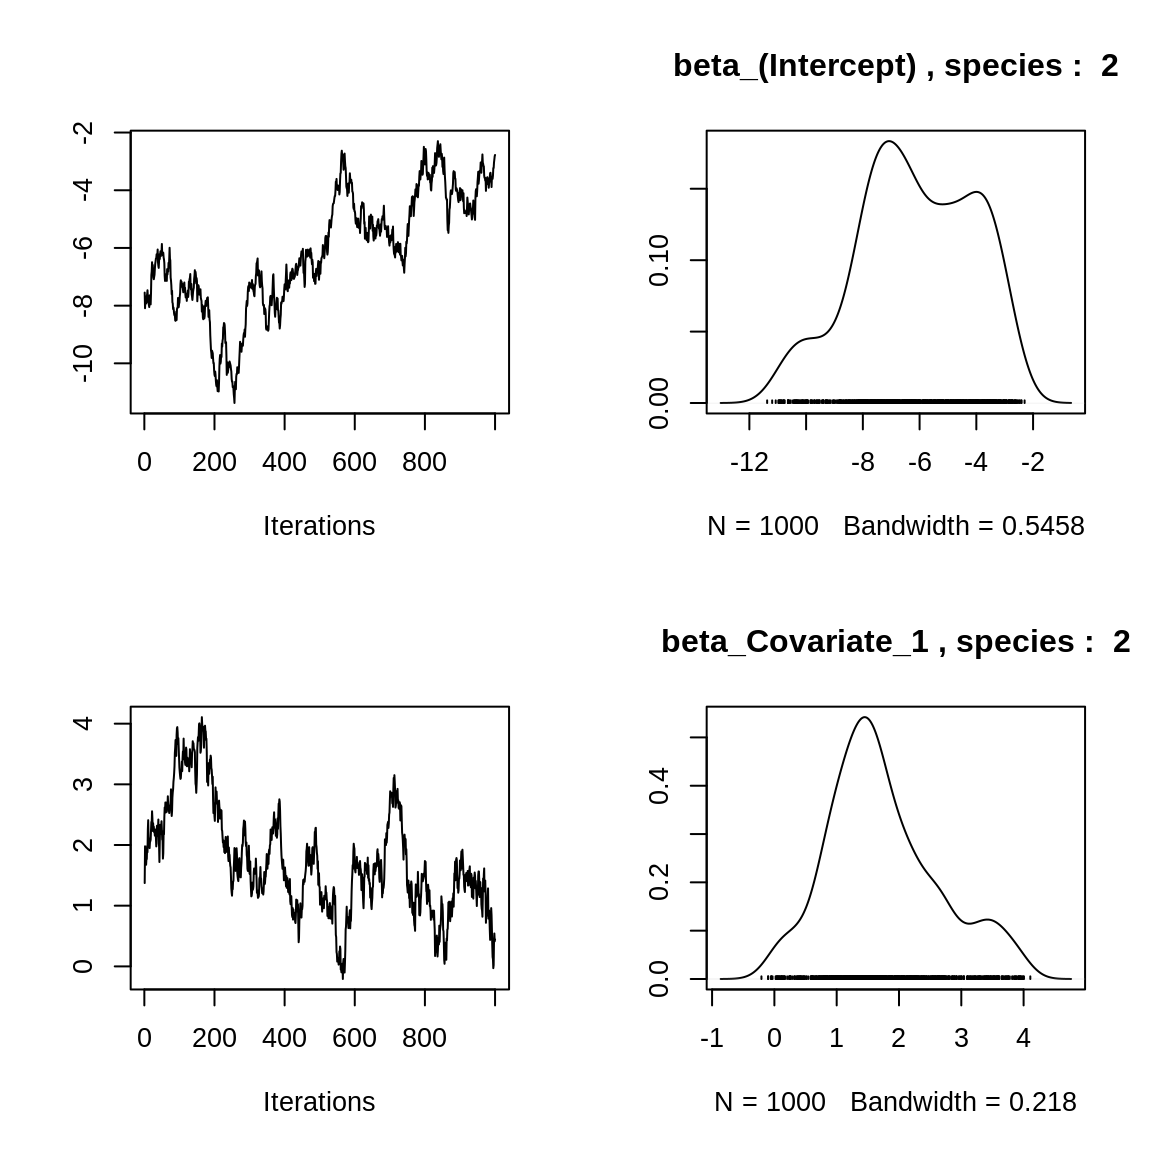 beta_(Intercept) , species :  2
-2
-4
-6
-8
-10
0 200 400 600 800
Iterations
0.10
0.00
-12 -8 -6 -4 -2
N = 1000   Bandwidth = 0.5458
beta_Covariate_1 , species :  2
4
3
2
1
0
0 200 400 600 800
Iterations
0.4
0.2
0.0
-1 0 1 2 3 4
N = 1000   Bandwidth = 0.218